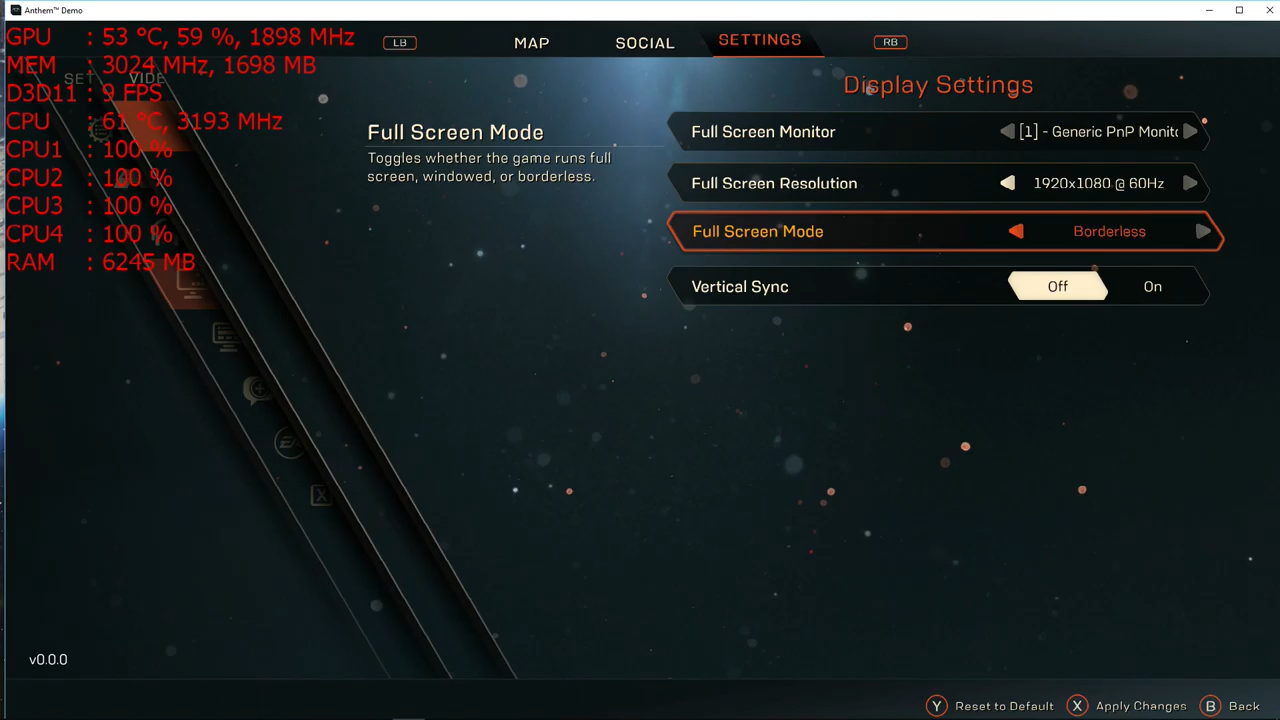 Anthem™ Demo
GPU : 53 °C, 59 %, 1898 MHz
MEM : 3024 MHz, 1698 MB
D3D11 : 9 FPS
CPU : 61 °C, 3193 MHz
CPU1 : 100 %
CPU2 : 100 %
CPU3 : 100 %
CPU4 : 100 %
RAM : 6245 MB
LB MAP SOCIAL SETTINGS RB
SET VIDE
Display Settings
Full Screen Mode
Toggles whether the game runs full
screen, windowed, or borderless.
Full Screen Monitor [1] - Generic PnP Monit
Full Screen Resolution 1920x1080 @ 60Hz
Full Screen Mode Borderless
Vertical Sync Off On
EA
X
v0.0.0
Y Reset to Default X Apply Changes B Back